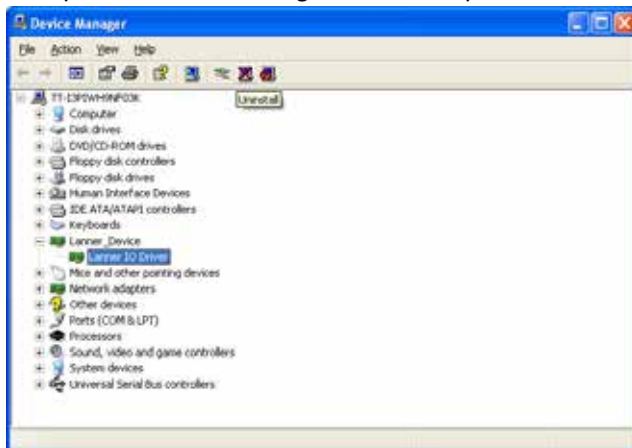 Device Manager
File Action View Help
Uninstall
Computer
Disk drives
DVD/CD-ROM drives
Floppy disk controllers
Floppy disk drives
Human Interface Devices
IDE ATA/ATAPI controllers
Keyboards
Lanner_Device
Lanner IO Driver
Mice and other pointing devices
Network adapters
Other devices
Ports (COM & LPT)
Processors
Sound, video and game controllers
System devices
Universal Serial Bus controllers